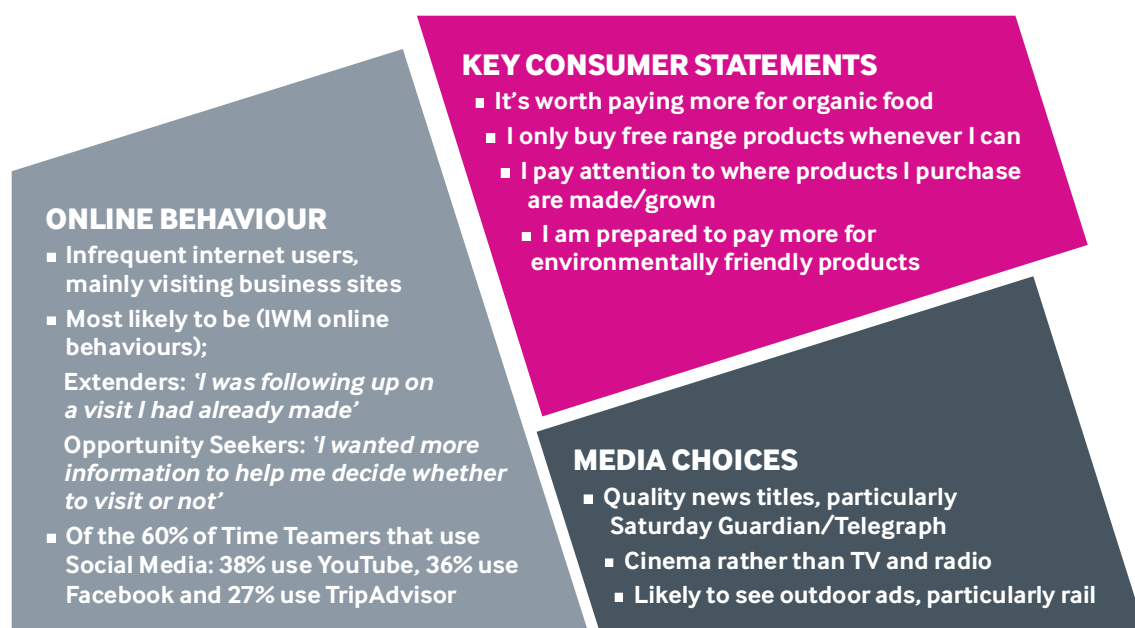 KEY CONSUMER STATEMENTS
▪ It’s worth paying more for organic food
▪ I only buy free range products whenever I can
▪ I pay attention to where products I purchase
are made/grown
▪ I am prepared to pay more for
environmentally friendly products
ONLINE BEHAVIOUR
▪ Infrequent internet users,
mainly visiting business sites
▪ Most likely to be (IWM online
behaviours);
Extenders: ‘I was following up on
a visit I had already made’
Opportunity Seekers: ‘I wanted more
information to help me decide whether
to visit or not’
▪ Of the 60% of Time Teamers that use
Social Media: 38% use YouTube, 36% use
Facebook and 27% use TripAdvisor
MEDIA CHOICES
▪ Quality news titles, particularly
Saturday Guardian/Telegraph
▪ Cinema rather than TV and radio
▪ Likely to see outdoor ads, particularly rail